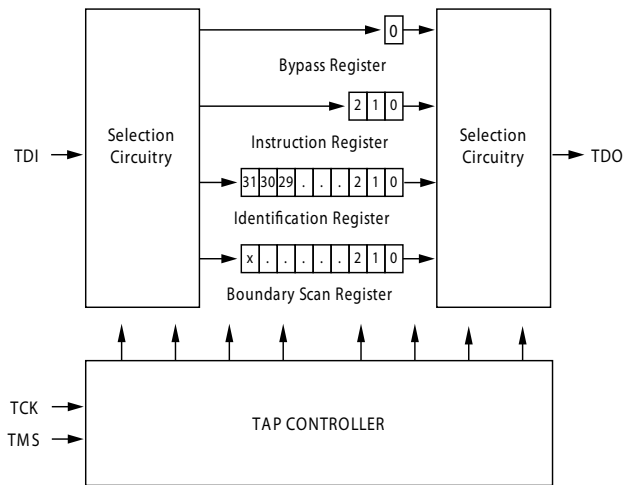 0
Bypass Register
2 1 0
Selection
Circuitry
Selection
Circuitry
TDI
TDO
Instruction Register
31 30 29 . . . 2 1 0
Identification Register
x . . . . . 2 1 0
Boundary Scan Register
TCK
TMS
TAP CONTROLLER